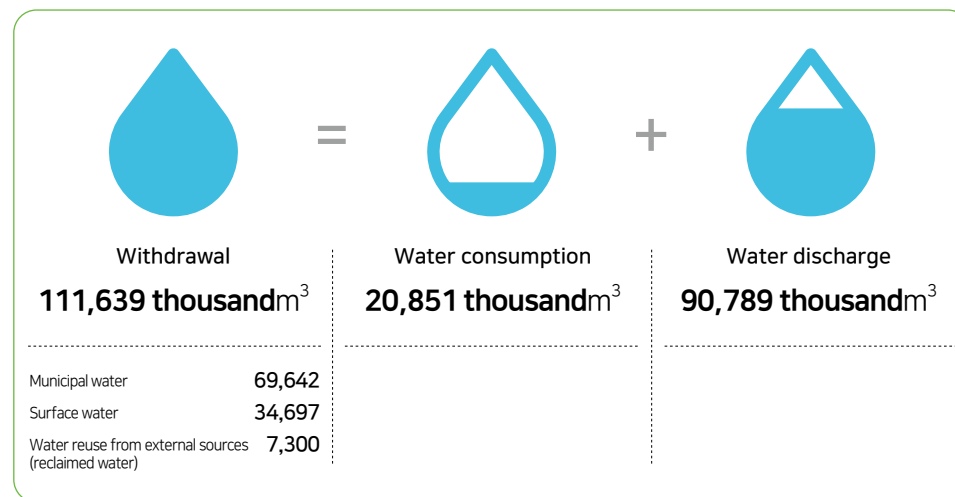 =
+
Withdrawal
Water consumption
Water discharge
111,639 thousandm³
20,851 thousandm³
90,789 thousandm³
Municipal water 69,642
Surface water 34,697
Water reuse from external sources 7,300
(reclaimed water)